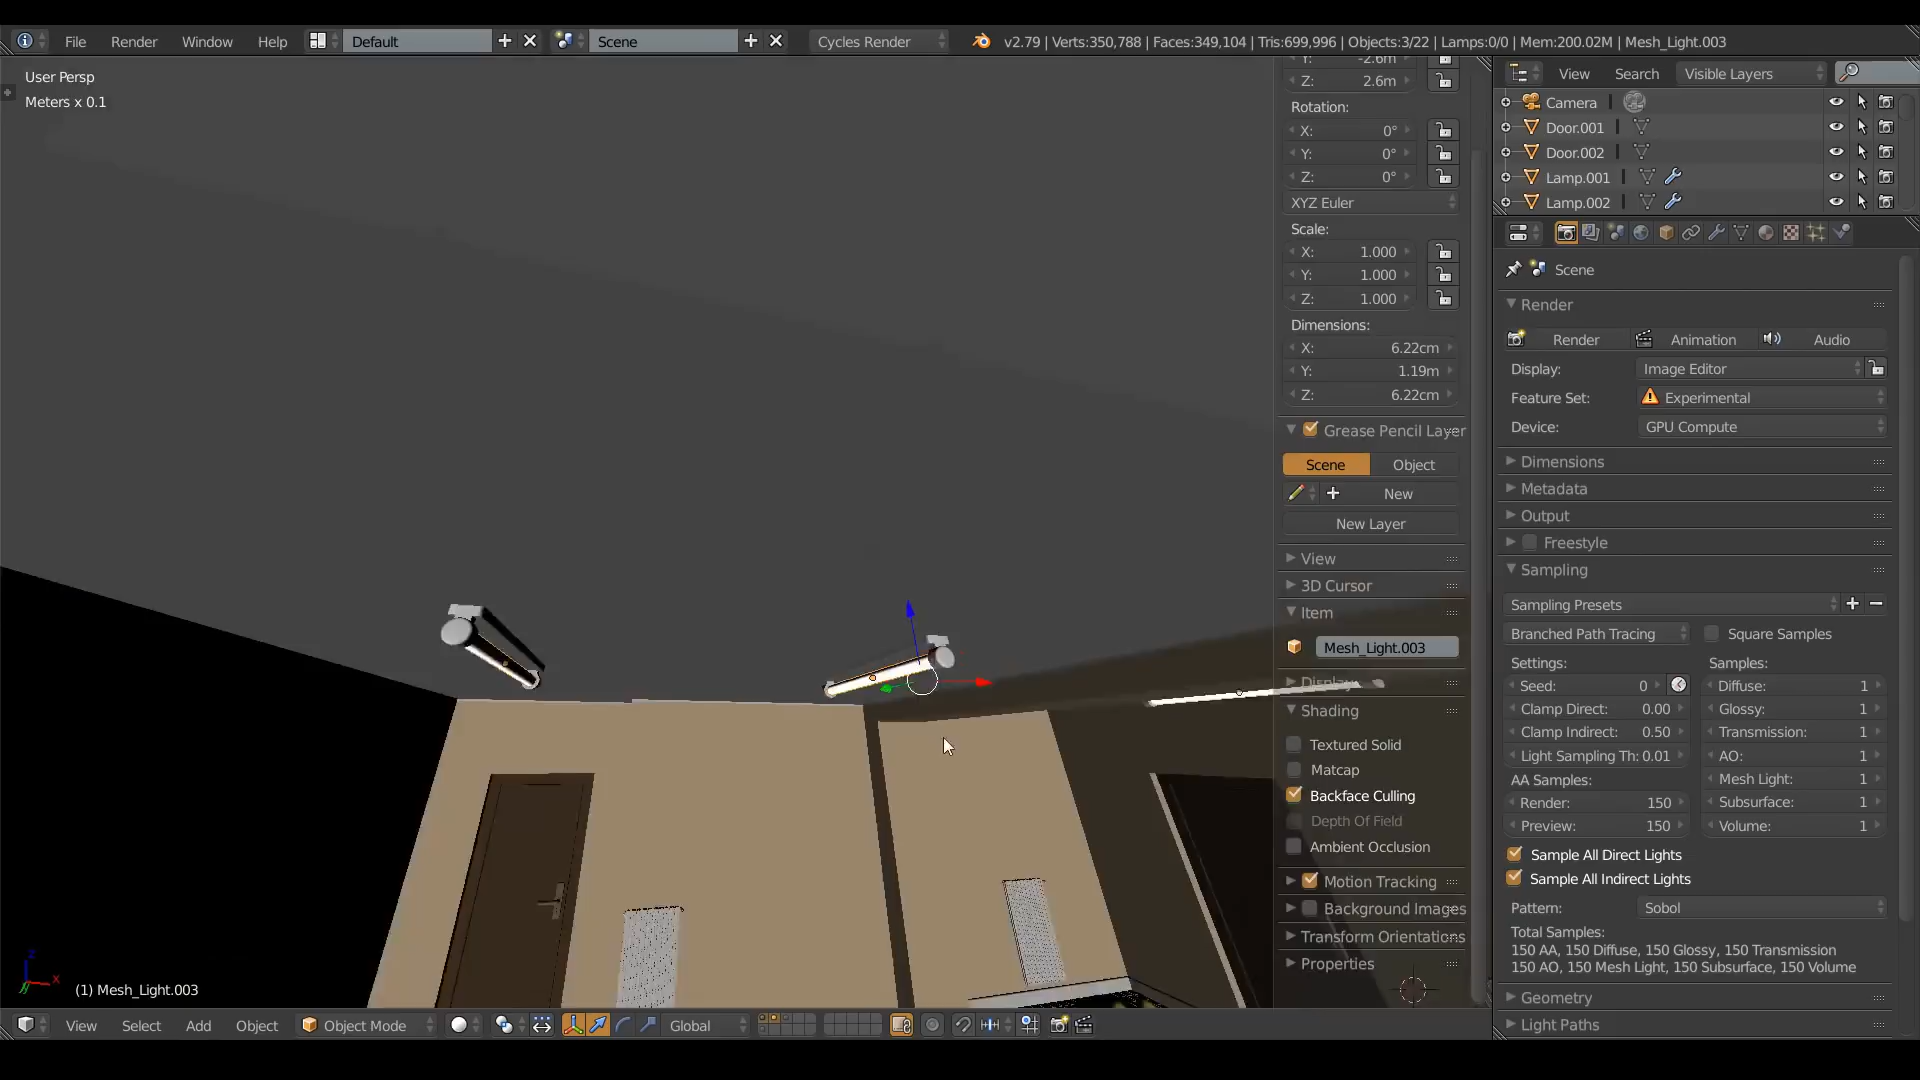 File Render Window Help Default Scene Cycles Render v2.79 | Verts:350,788 | Faces:349,104 | Tris:699,996 | Objects:3/22 | Lamps:0/0 | Mem:200.02M | Mesh_Light.003
User Persp
Meters x 0.1
(1) Mesh_Light.003
Y: -2.6m
Z: 2.6m
Rotation:
X: 0°
Y: 0°
Z: 0°
XYZ Euler
Scale:
X: 1.000
Y: 1.000
Z: 1.000
Dimensions:
X: 6.22cm
Y: 1.19m
Z: 6.22cm
Grease Pencil Layer
Scene Object
New
New Layer
View
3D Cursor
Item
Mesh_Light.003
Display
Shading
Textured Solid
Matcap
Backface Culling
Depth Of Field
Ambient Occlusion
Motion Tracking
Background Images
Transform Orientations
Properties
View Search Visible Layers
Camera
Door.001
Door.002
Lamp.001
Lamp.002
Scene
Render
Render Animation Audio
Display: Image Editor
Feature Set: Experimental
Device: GPU Compute
Dimensions
Metadata
Output
Freestyle
Sampling
Sampling Presets
Branched Path Tracing Square Samples
Settings: Samples:
Seed: 0 Diffuse: 1
Clamp Direct: 0.00 Glossy: 1
Clamp Indirect: 0.50 Transmission: 1
Light Sampling Th: 0.01 AO: 1
AA Samples: Mesh Light: 1
Render: 150 Subsurface: 1
Preview: 150 Volume: 1
Sample All Direct Lights
Sample All Indirect Lights
Pattern: Sobol
Total Samples:
150 AA, 150 Diffuse, 150 Glossy, 150 Transmission
150 AO, 150 Mesh Light, 150 Subsurface, 150 Volume
Geometry
Light Paths
View Select Add Object Object Mode Global